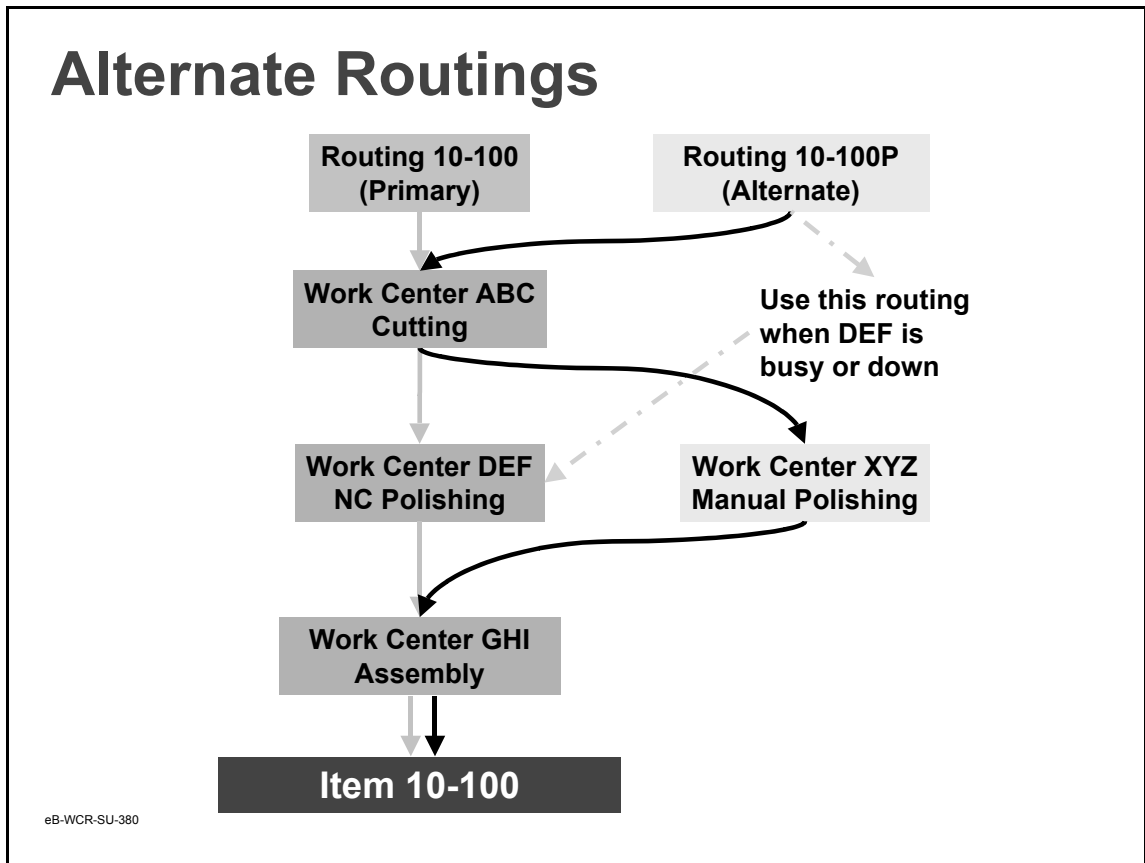 Alternate Routings
Routing 10-100
(Primary)
Routing 10-100P
(Alternate)
Work Center ABC
Cutting
Use this routing
when DEF is
busy or down
Work Center DEF
NC Polishing
Work Center XYZ
Manual Polishing
Work Center GHI
Assembly
Item 10-100
eB-WCR-SU-380